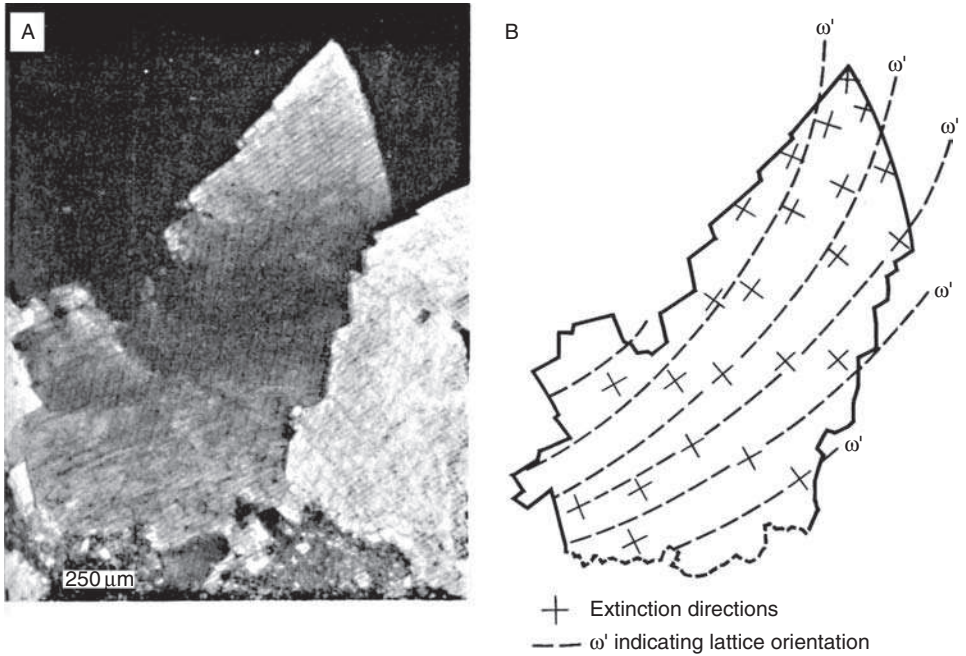 A
250 μm
B
ω'
ω'
ω'
ω'
ω'
Extinction directions
ω' indicating lattice orientation